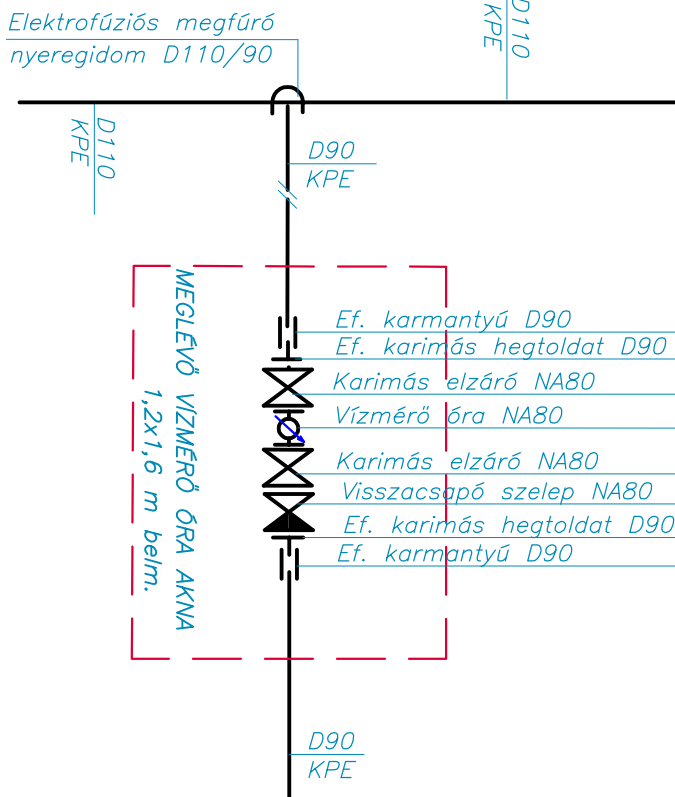 Elektrofúziós megfúró
nyeregidom D110/90
D110
KPE
D110
KPE
D90
KPE
MEGLÉVŐ VÍZMÉRŐ ÓRA AKNA
1,2x1,6 m belm.
Ef. karmantyú D90
Ef. karimás hegtoldat D90
Karimás elzáró NA80
Vízmérő óra NA80
Karimás elzáró NA80
Visszacsapó szelep NA80
Ef. karimás hegtoldat D90
Ef. karmantyú D90
D90
KPE